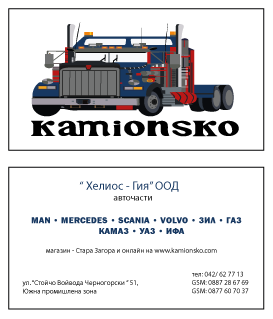 Kamionsko
“ Хелиос - Гия” ООД
авточасти
MAN • MERCEDES • SCANIA • VOLVO • ЗИЛ • ГАЗ
КАМАЗ • УАЗ • ИФА
магазин - Стара Загора и онлайн на www.kamionsko.com
тел: 042/ 62 77 13
ул. “Стойчо Войвода Черногорски “ 51, GSM: 0887 28 67 69
Южна промишлена зона GSM: 0877 60 70 37